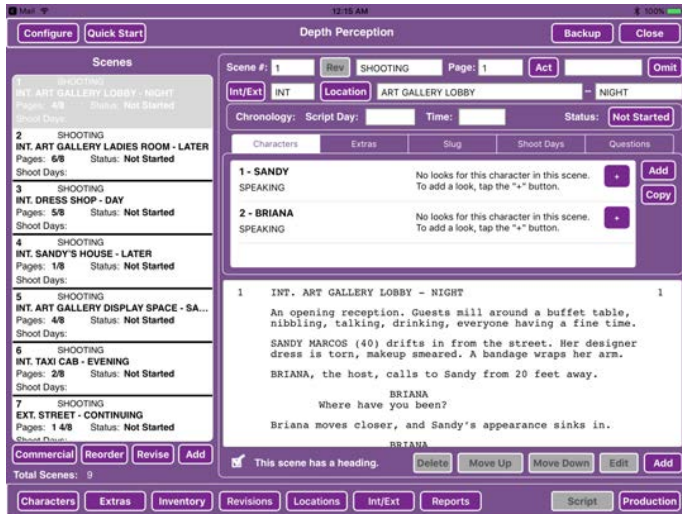 Mail
12:15 AM
100%
Configure
Quick Start
Depth Perception
Backup
Close
Scenes
1 SHOOTING
INT. ART GALLERY LOBBY - NIGHT
Pages: 4/8 Status: Not Started
Shoot Days:
2 SHOOTING
INT. ART GALLERY LADIES ROOM - LATER
Pages: 6/8 Status: Not Started
Shoot Days:
3 SHOOTING
INT. DRESS SHOP - DAY
Pages: 5/8 Status: Not Started
Shoot Days:
4 SHOOTING
INT. SANDY'S HOUSE - LATER
Pages: 1/8 Status: Not Started
Shoot Days:
5 SHOOTING
INT. ART GALLERY DISPLAY SPACE - SA...
Pages: 4/8 Status: Not Started
Shoot Days:
6 SHOOTING
INT. TAXI CAB - EVENING
Pages: 2/8 Status: Not Started
Shoot Days:
7 SHOOTING
EXT. STREET - CONTINUING
Pages: 1 4/8 Status: Not Started
Shoot Days:
Commercial
Reorder
Revise
Add
Total Scenes: 9
Scene #: 1 Rev SHOOTING Page: 1 Act Omit
Int/Ext INT Location ART GALLERY LOBBY - NIGHT
Chronology: Script Day: Time: Status: Not Started
Characters
Extras
Slug
Shoot Days
Questions
1 - SANDY
SPEAKING
No looks for this character in this scene.
To add a look, tap the "+" button.
+
Add
Copy
2 - BRIANA
SPEAKING
No looks for this character in this scene.
To add a look, tap the "+" button.
+
1 INT. ART GALLERY LOBBY - NIGHT 1
An opening reception. Guests mill around a buffet table,
nibbling, talking, drinking, everyone having a fine time.
SANDY MARCOS (40) drifts in from the street. Her designer
dress is torn, makeup smeared. A bandage wraps her arm.
BRIANA, the host, calls to Sandy from 20 feet away.
BRIANA
Where have you been?
Briana moves closer, and Sandy's appearance sinks in.
BRIANA
This scene has a heading.
Delete
Move Up
Move Down
Edit
Add
Characters
Extras
Inventory
Revisions
Locations
Int/Ext
Reports
Script
Production